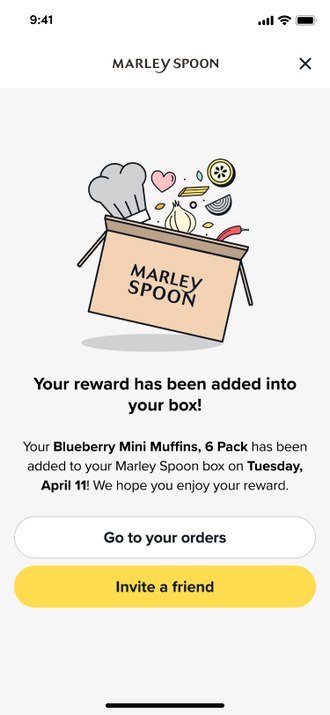 9:41
MARLEY SPOON
MARLEY
SPOON
Your reward has been added into
your box!
Your Blueberry Mini Muffins, 6 Pack has been
added to your Marley Spoon box on Tuesday,
April 11! We hope you enjoy your reward.
Go to your orders
Invite a friend